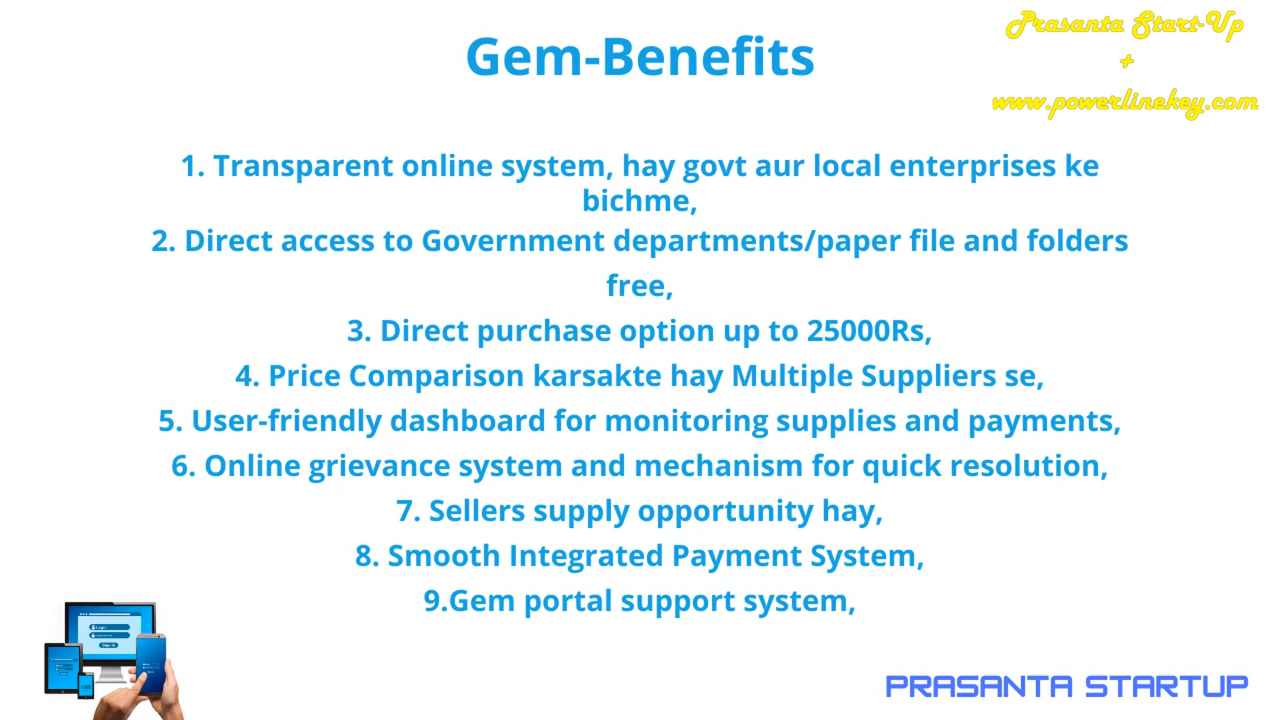 Prasanta Start-Up
+
www.powerlinekey.com
Gem-Benefits
1. Transparent online system, hay govt aur local enterprises ke
bichme,
2. Direct access to Government departments/paper file and folders
free,
3. Direct purchase option up to 25000Rs,
4. Price Comparison karsakte hay Multiple Suppliers se,
5. User-friendly dashboard for monitoring supplies and payments,
6. Online grievance system and mechanism for quick resolution,
7. Sellers supply opportunity hay,
8. Smooth Integrated Payment System,
9.Gem portal support system,
PRASANTA STARTUP